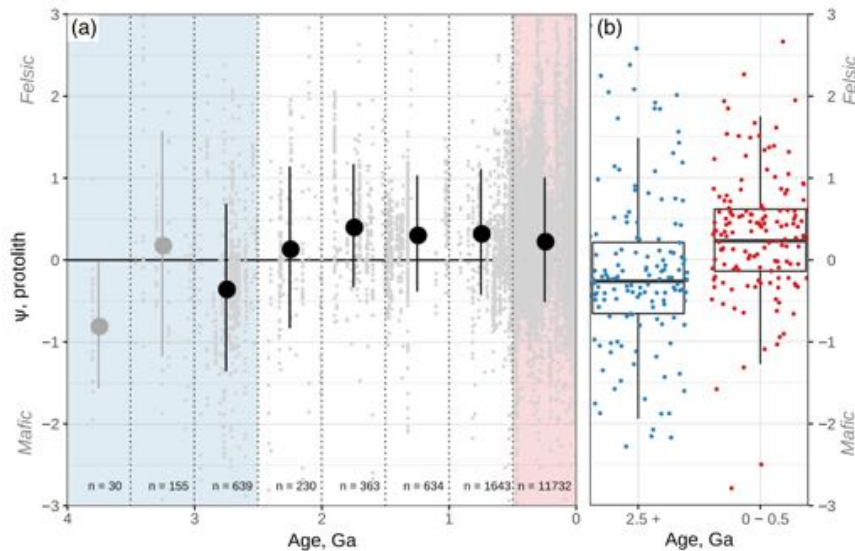 (a)
(b)
3
2
1
0
−1
−2
−3
Felsic
Mafic
Ψ, protolith
n = 30
n = 155
n = 639
n = 230
n = 363
n = 634
n = 1643
n = 11732
4
3
2
1
0
Age, Ga
3
2
1
0
−1
−2
−3
Felsic
Mafic
2.5 +
0 − 0.5
Age, Ga